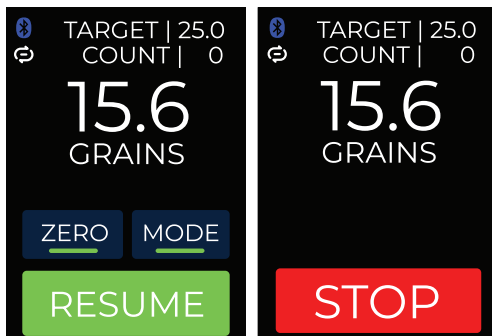 TARGET | 25.0
COUNT | 0
15.6
GRAINS
ZERO MODE
RESUME
TARGET | 25.0
COUNT | 0
15.6
GRAINS
STOP